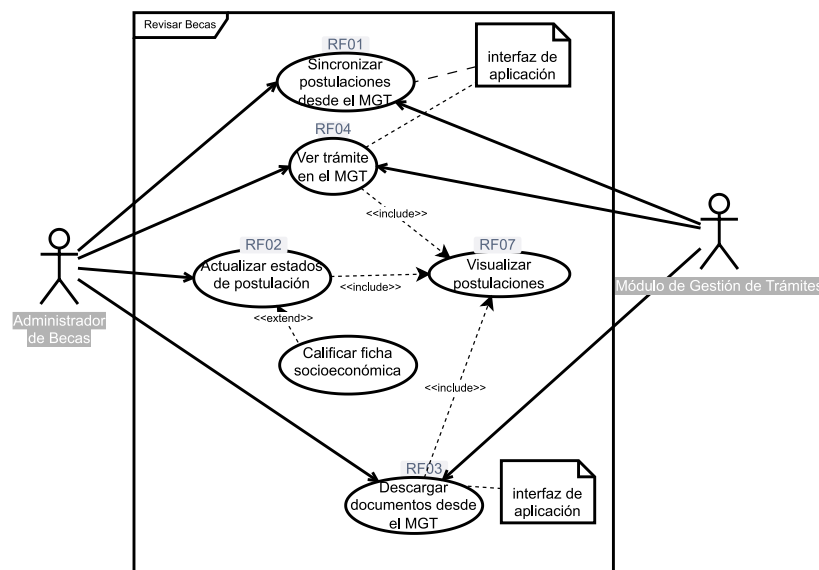 Revisar Becas
RF01
Sincronizar
postulaciones
desde el MGT
interfaz de
aplicación
RF04
Ver trámite
en el MGT
<<include>>
RF02
Actualizar estados
de postulación
<<include>>
RF07
Visualizar
postulaciones
Módulo de Gestión de Trámites
Administrador
de Becas
<<extend>>
Calificar ficha
socioeconómica
<<include>>
RF03
Descargar
documentos desde
el MGT
interfaz de
aplicación